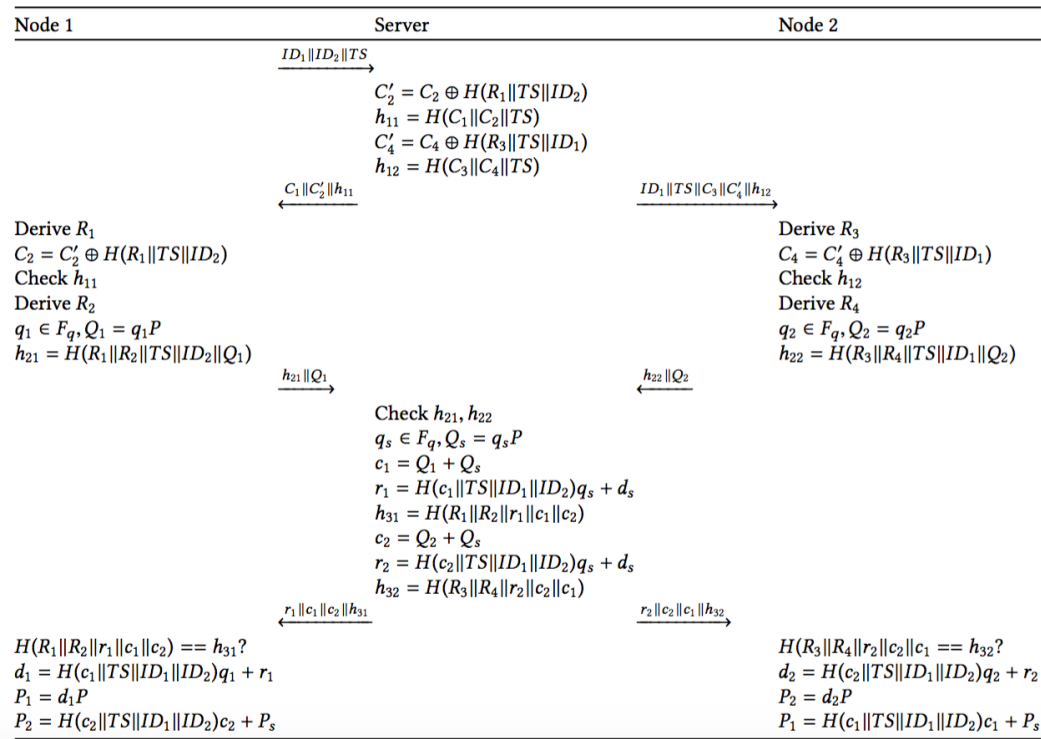 Node 1 Server Node 2
ID₁||ID₂||TS
C′₂ = C₂ ⊕ H(R₁||TS||ID₂)
h₁₁ = H(C₁||C₂||TS)
C′₄ = C₄ ⊕ H(R₃||TS||ID₁)
h₁₂ = H(C₃||C₄||TS)
C₁||C′₂||h₁₁ ID₁||TS||C₃||C′₄||h₁₂
Derive R₁ Derive R₃
C₂ = C′₂ ⊕ H(R₁||TS||ID₂) C₄ = C′₄ ⊕ H(R₃||TS||ID₁)
Check h₁₁ Check h₁₂
Derive R₂ Derive R₄
q₁ ∈ F_q, Q₁ = q₁P q₂ ∈ F_q, Q₂ = q₂P
h₂₁ = H(R₁||R₂||TS||ID₂||Q₁) h₂₂ = H(R₃||R₄||TS||ID₁||Q₂)
h₂₁||Q₁ h₂₂||Q₂
Check h₂₁, h₂₂
q_s ∈ F_q, Q_s = q_sP
c₁ = Q₁ + Q_s
r₁ = H(c₁||TS||ID₁||ID₂)q_s + d_s
h₃₁ = H(R₁||R₂||r₁||c₁||c₂)
c₂ = Q₂ + Q_s
r₂ = H(c₂||TS||ID₁||ID₂)q_s + d_s
h₃₂ = H(R₃||R₄||r₂||c₂||c₁)
r₁||c₁||c₂||h₃₁ r₂||c₂||c₁||h₃₂
H(R₁||R₂||r₁||c₁||c₂) == h₃₁? H(R₃||R₄||r₂||c₂||c₁ == h₃₂?
d₁ = H(c₁||TS||ID₁||ID₂)q₁ + r₁ d₂ = H(c₂||TS||ID₁||ID₂)q₂ + r₂
P₁ = d₁P P₂ = d₂P
P₂ = H(c₂||TS||ID₁||ID₂)c₂ + P_s P₁ = H(c₁||TS||ID₁||ID₂)c₁ + P_s